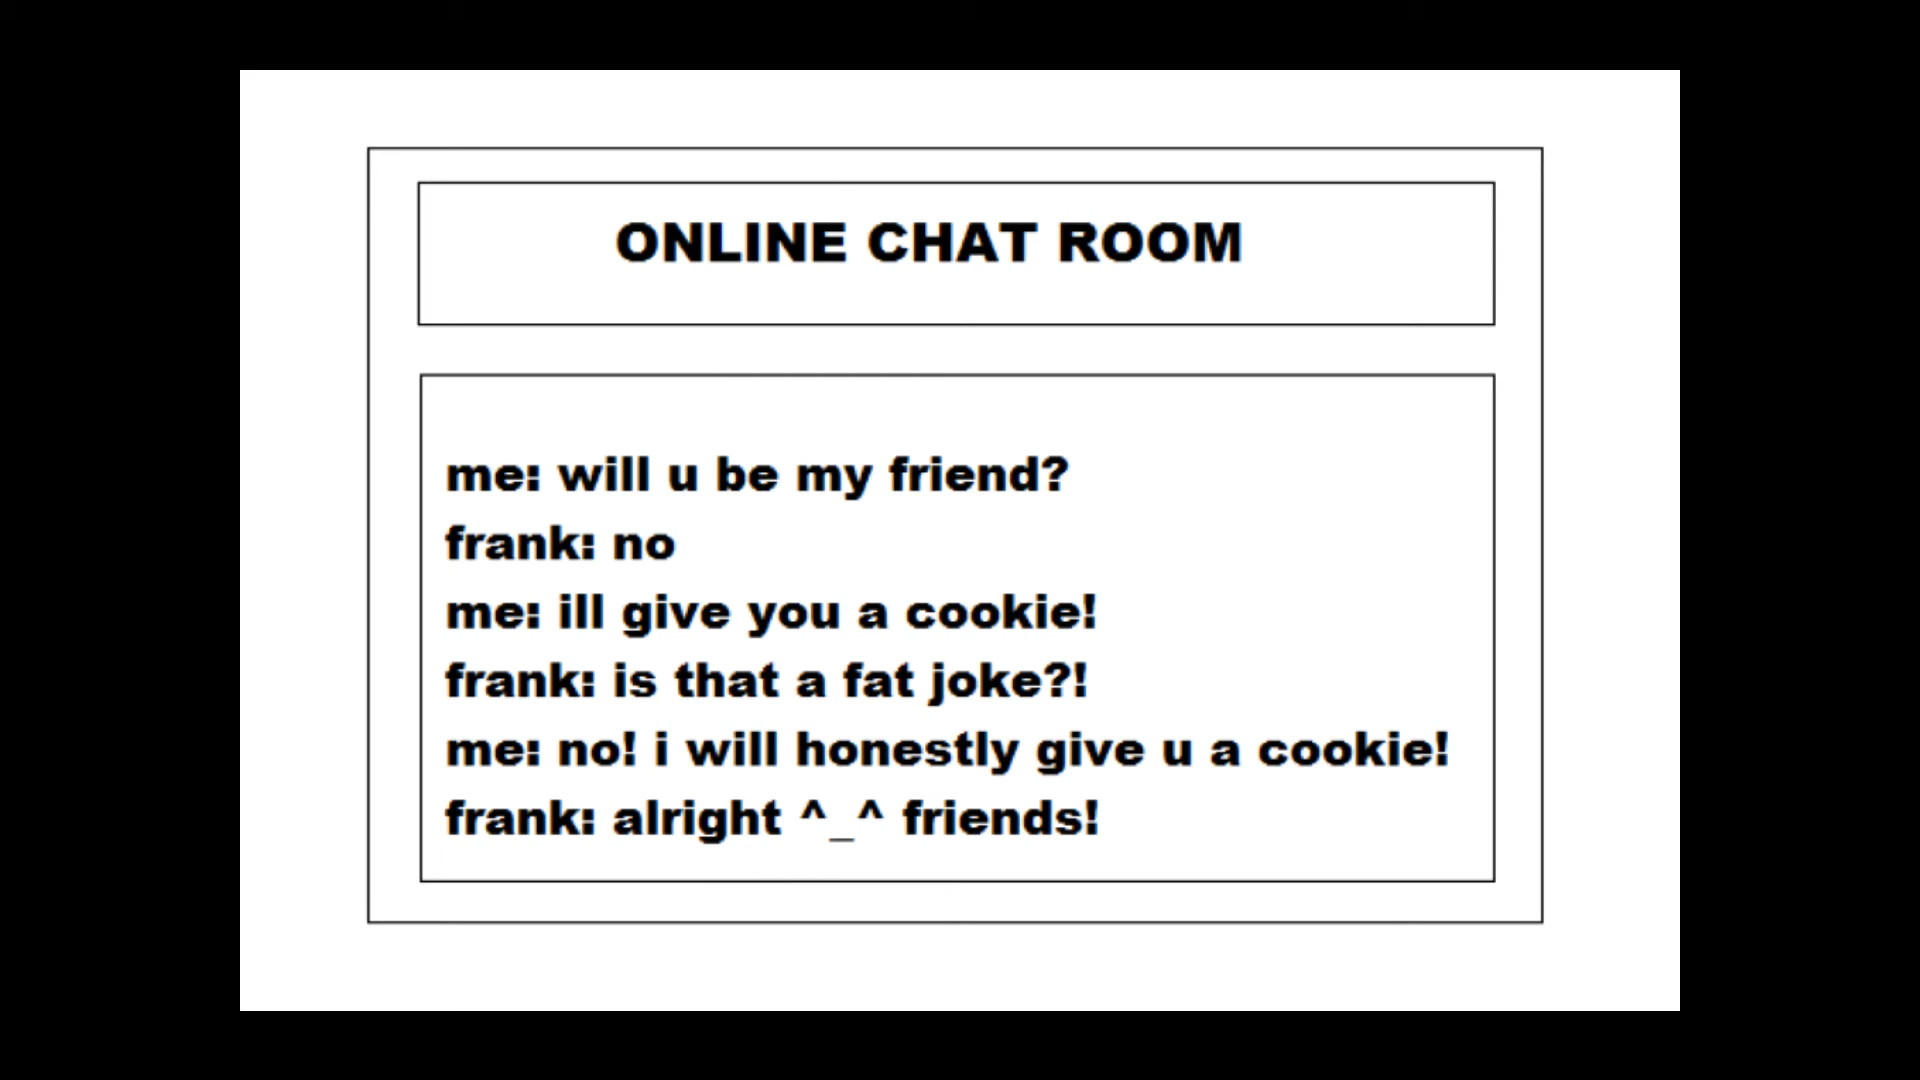 ONLINE CHAT ROOM
me: will u be my friend?
frank: no
me: ill give you a cookie!
frank: is that a fat joke?!
me: no! i will honestly give u a cookie!
frank: alright ^_^ friends!